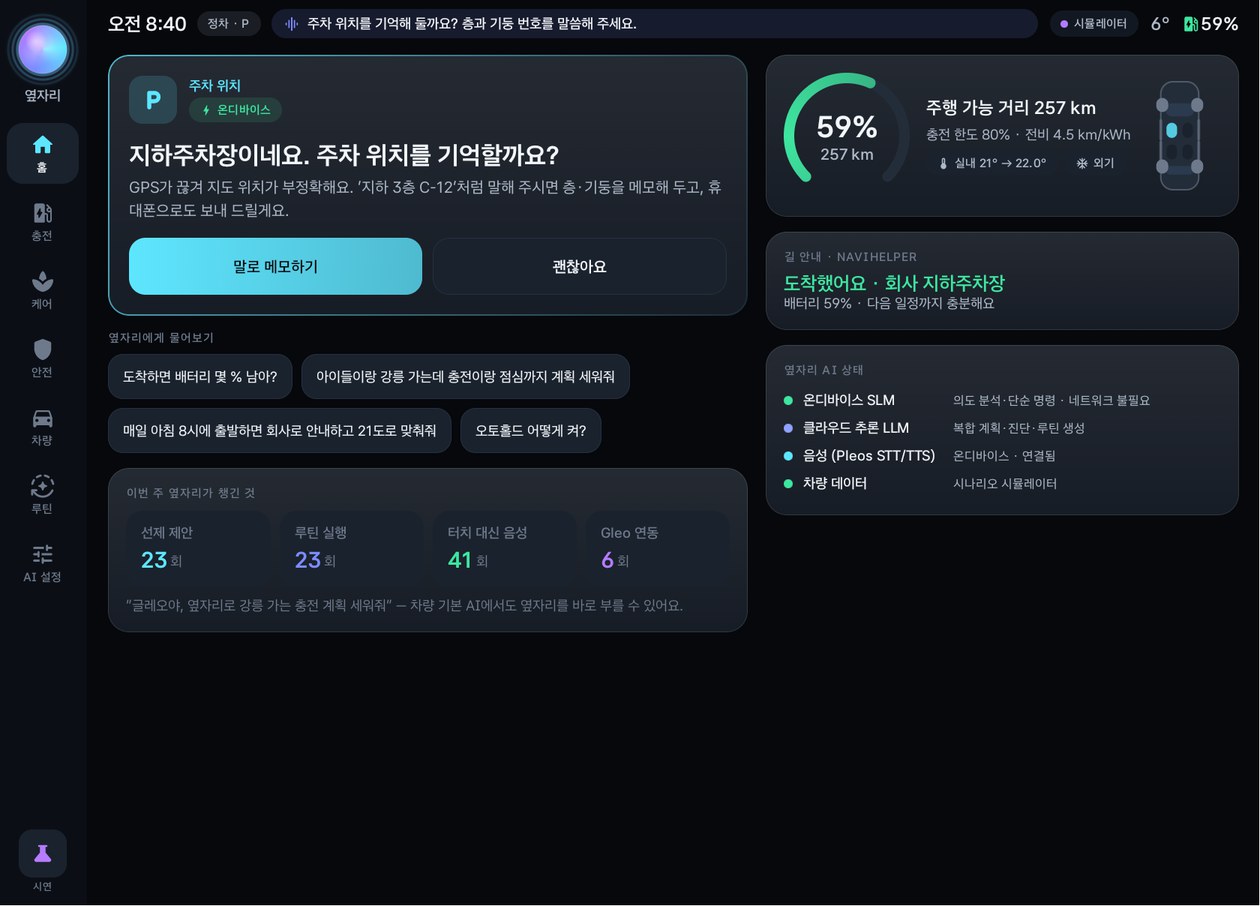 오전 8:40
정차 · P
주차 위치를 기억해 둘까요? 층과 기둥 번호를 말씀해 주세요.
시뮬레이터
6°
59%
옆자리
홈
충전
케어
안전
차량
루틴
AI 설정
시연
P
주차 위치
온디바이스
지하주차장이네요. 주차 위치를 기억할까요?
GPS가 끊겨 지도 위치가 부정확해요. ‘지하 3층 C-12’처럼 말해 주시면 층·기둥을 메모해 두고, 휴
대폰으로도 보내 드릴게요.
말로 메모하기
괜찮아요
옆자리에게 물어보기
도착하면 배터리 몇 % 남아?
아이들이랑 강릉 가는데 충전이랑 점심까지 계획 세워줘
매일 아침 8시에 출발하면 회사로 안내하고 21도로 맞춰줘
오토홀드 어떻게 켜?
이번 주 옆자리가 챙긴 것
선제 제안
23 회
루틴 실행
23 회
터치 대신 음성
41 회
Gleo 연동
6 회
“글레오야, 옆자리로 강릉 가는 충전 계획 세워줘” — 차량 기본 AI에서도 옆자리를 바로 부를 수 있어요.
59%
257 km
주행 가능 거리 257 km
충전 한도 80% · 전비 4.5 km/kWh
실내 21° → 22.0°
외기
길 안내 · NAVIHELPER
도착했어요 · 회사 지하주차장
배터리 59% · 다음 일정까지 충분해요
옆자리 AI 상태
온디바이스 SLM
의도 분석·단순 명령 · 네트워크 불필요
클라우드 추론 LLM
복합 계획·진단·루틴 생성
음성 (Pleos STT/TTS)
온디바이스 · 연결됨
차량 데이터
시나리오 시뮬레이터